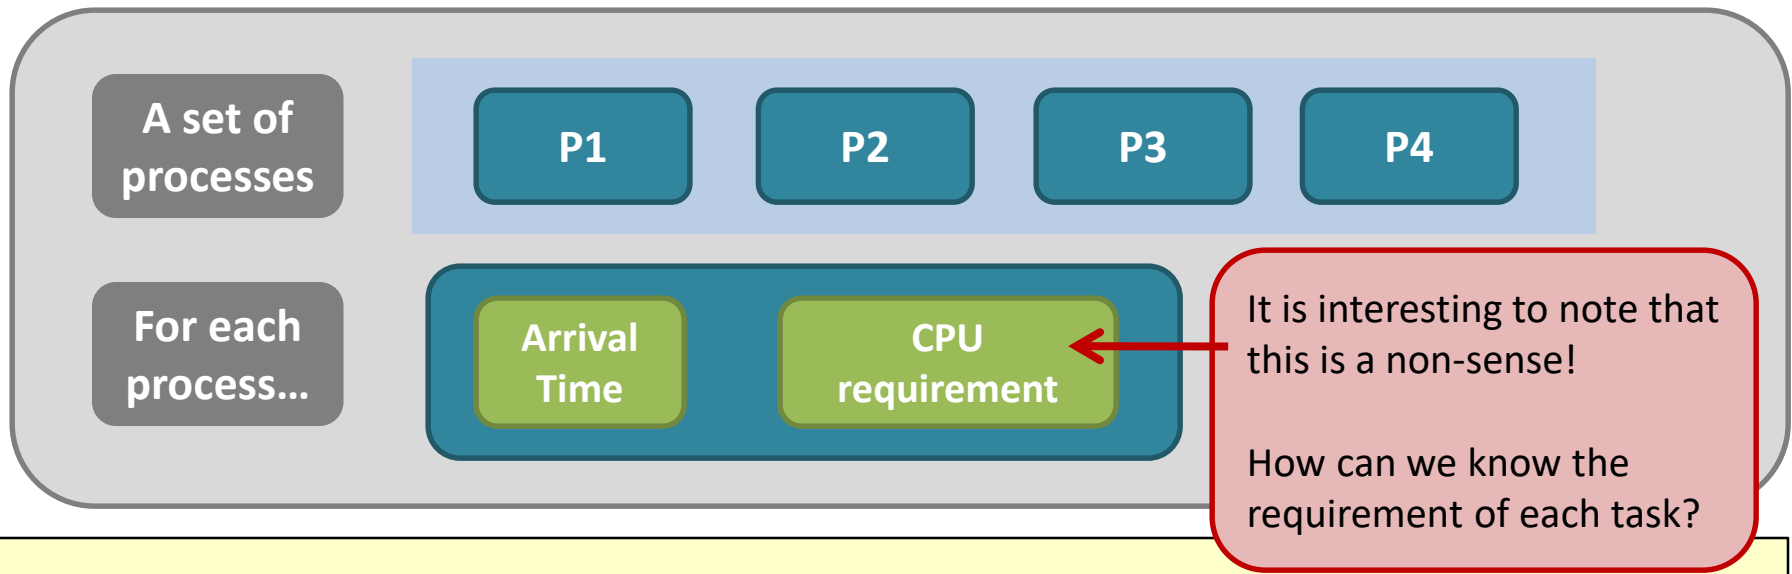 A set of
processes
P1
P2
P3
P4
For each
process...
Arrival
Time
CPU
requirement
It is interesting to note that
this is a non-sense!
How can we know the
requirement of each task?